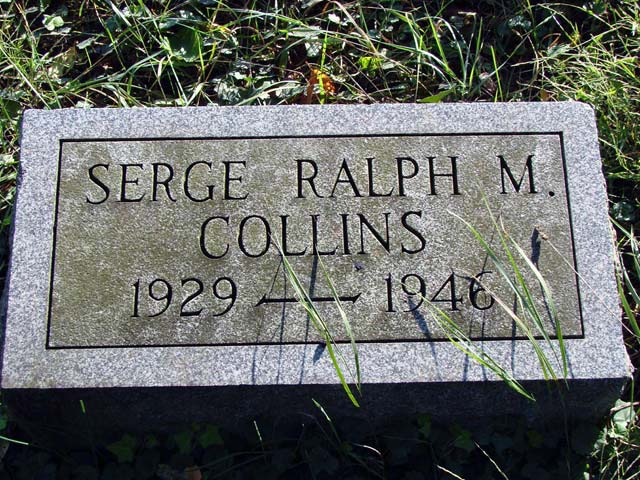 SERGE RALPH M.
COLLINS
1929 — 1946